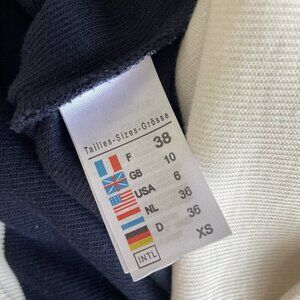 Tailles-Sizes-Grösse
F 38
GB 10
USA 6
NL 36
D 36
INTL XS